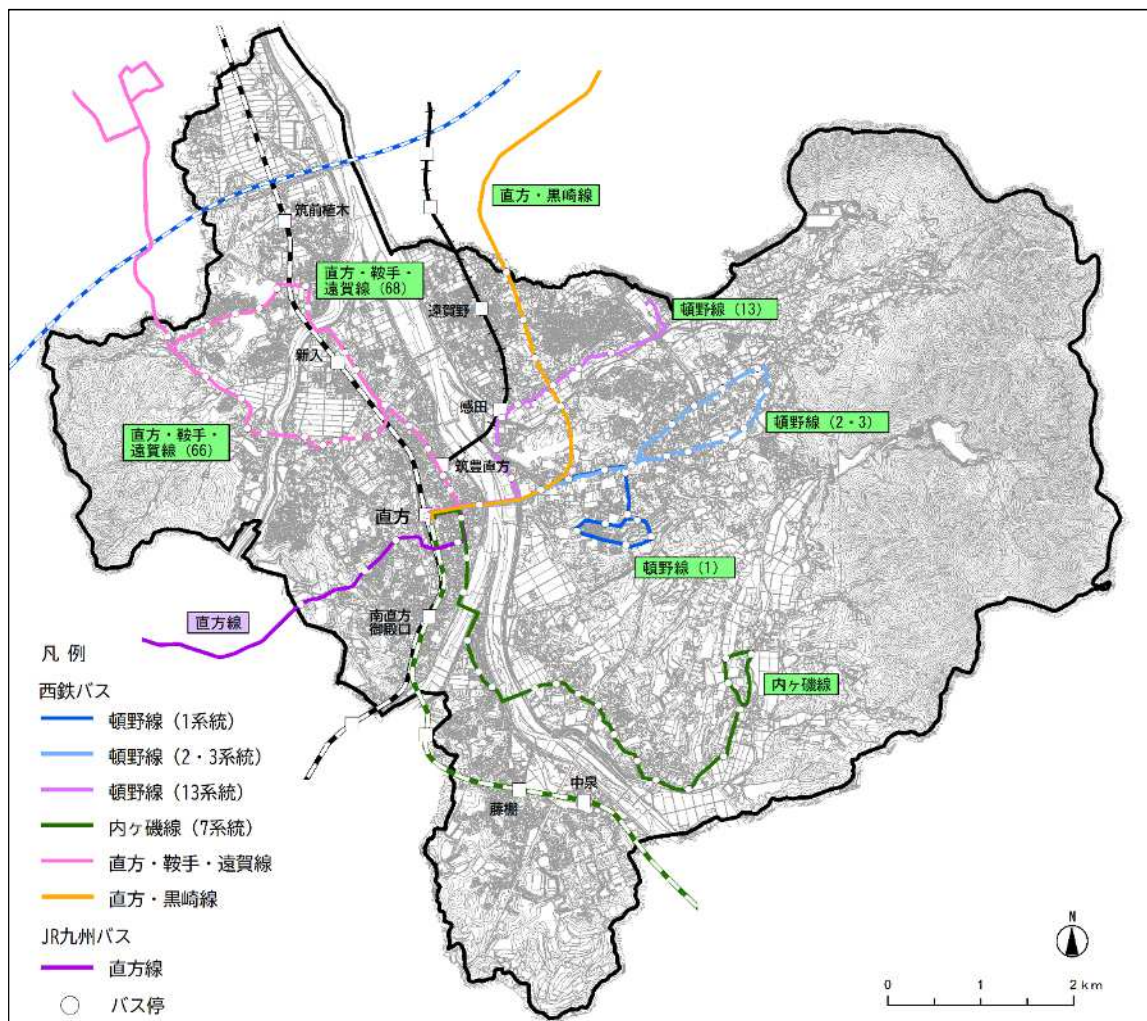 直方・黒崎線
筑前植木
直方・鞍手・
遠賀線(68)
遠賀野
頓野線(13)
新入
感田
頓野線(2・3)
直方・鞍手・
遠賀線(66)
筑豊直方
直方
頓野線(1)
直方線
南直方
御殿口
内ヶ磯線
凡 例
西鉄バス
頓野線(1系統)
頓野線(2・3系統)
頓野線(13系統)
内ヶ磯線(7系統)
直方・鞍手・遠賀線
直方・黒崎線
JR九州バス
直方線
バス停
中泉
藤棚
N
0 1 2 km